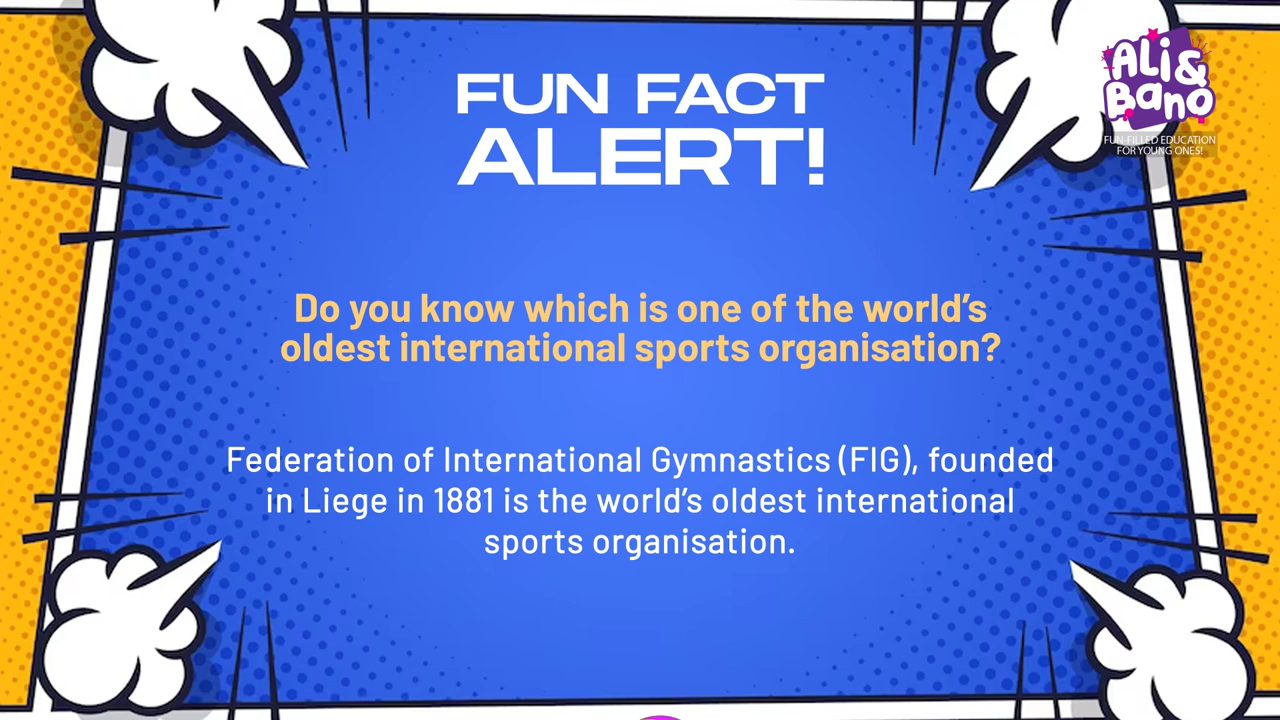 FUN FACT
ALERT!
Ali &
Bano
FUN-FILLED EDUCATION
FOR YOUNG ONES!
Do you know which is one of the world’s
oldest international sports organisation?
Federation of International Gymnastics (FIG), founded
in Liege in 1881 is the world’s oldest international
sports organisation.